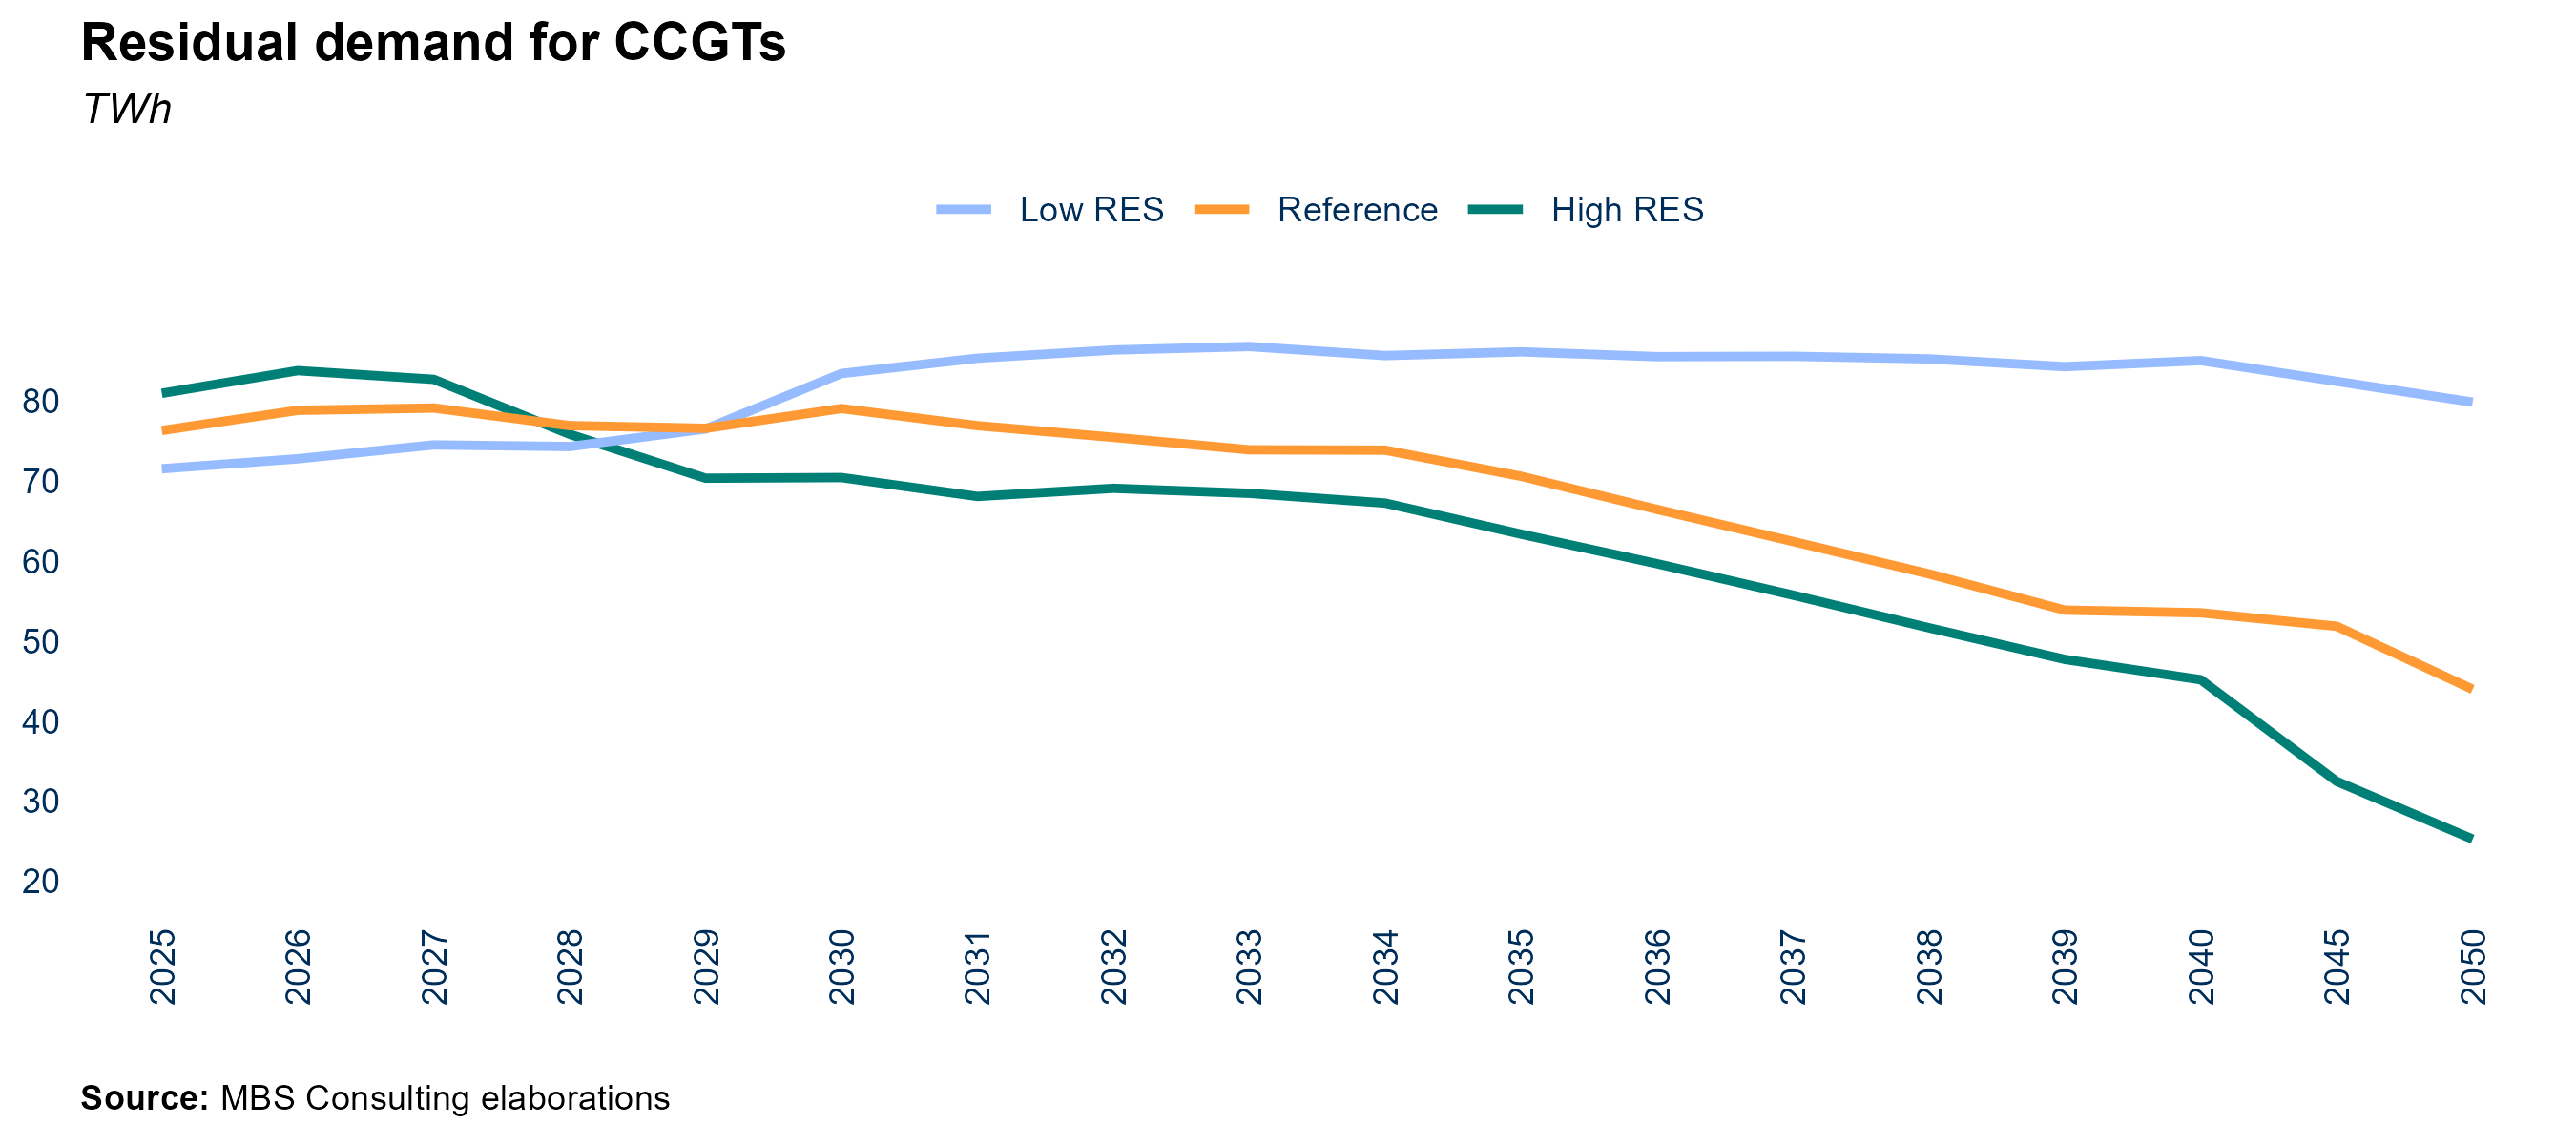 Residual demand for CCGTs
TWh
Low RES Reference High RES
80
70
60
50
40
30
20
2025 2026 2027 2028 2029 2030 2031 2032 2033 2034 2035 2036 2037 2038 2039 2040 2045 2050
Source: MBS Consulting elaborations